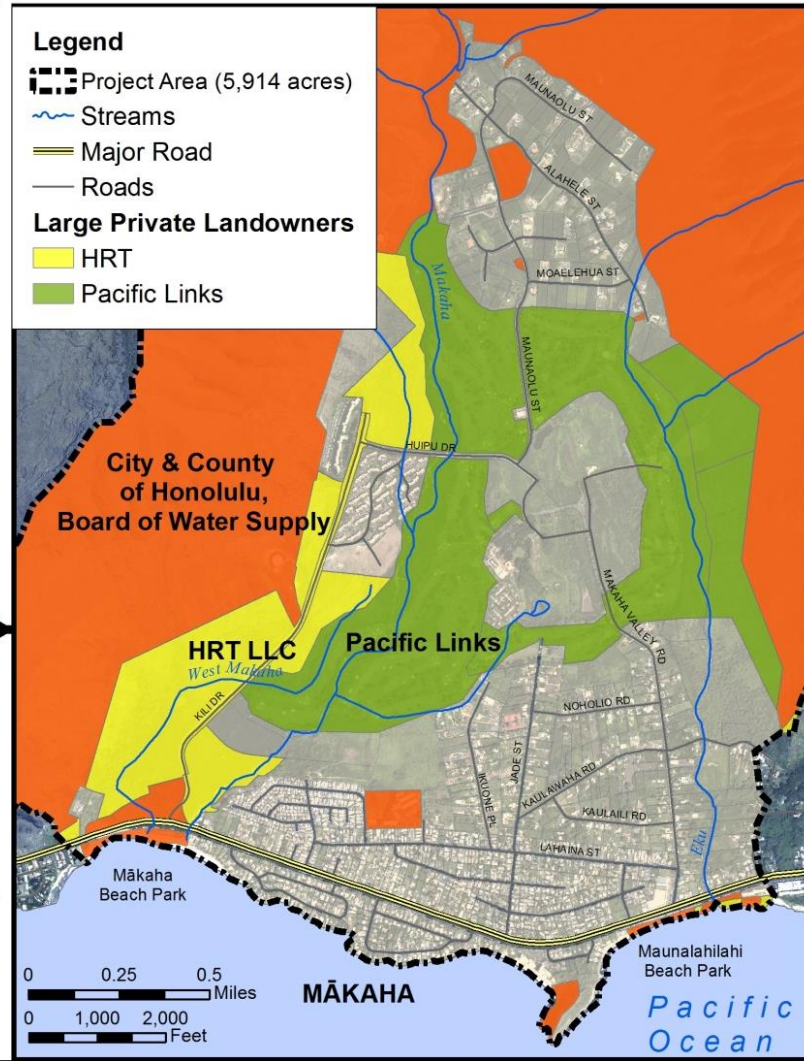 Legend
Project Area (5,914 acres)
Streams
Major Road
Roads
Large Private Landowners
HRT
Pacific Links
MAUNAOLU ST
ALAHELE ST
MOAELEHUA ST
Makaha
MAUNAOLU ST
HUIPU DR
City & County
of Honolulu,
Board of Water Supply
MAKAHA VALLEY RD
HRT LLC
Pacific Links
West Makaha
KILI DR
NOHOLIO RD
JADE ST
IKUONE PL
KAULAWAHA RD
KAULAILI RD
LAHAINA ST
Eku
Mākaha
Beach Park
Maunalahilahi
Beach Park
0 0.25 0.5
Miles
0 1,000 2,000
Feet
MĀKAHA
Pacific
Ocean